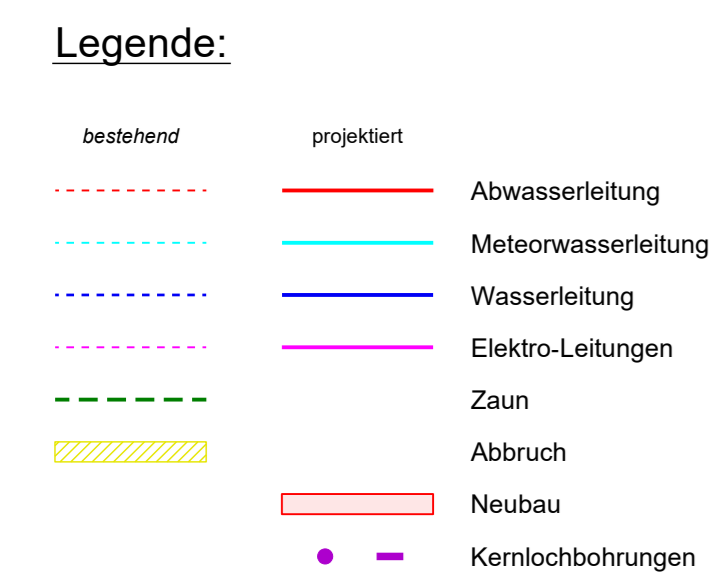 Legende:
bestehend projektiert
Abwasserleitung
Meteorwasserleitung
Wasserleitung
Elektro-Leitungen
Zaun
Abbruch
Neubau
Kernlochbohrungen